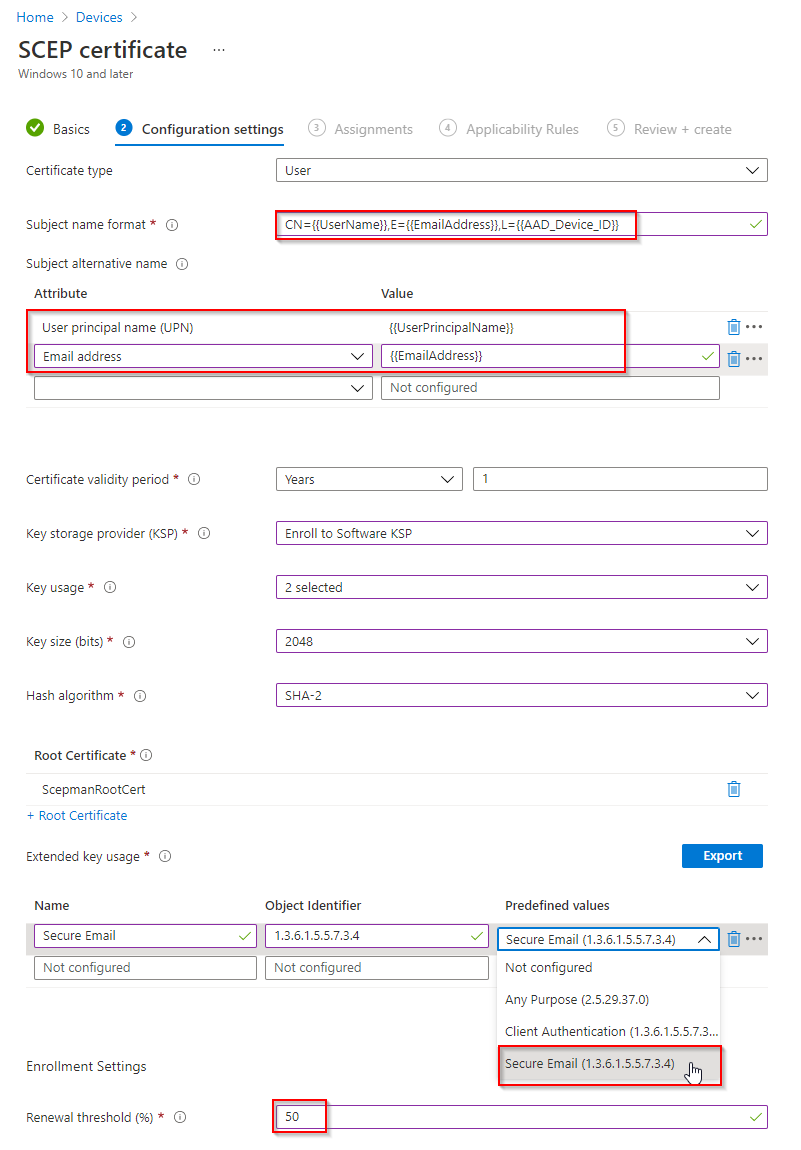 Home > Devices >
SCEP certificate ...
Windows 10 and later
Basics 2 Configuration settings 3 Assignments 4 Applicability Rules 5 Review + create
Certificate type User
Subject name format * CN={{UserName}},E={{EmailAddress}},L={{AAD_Device_ID}}
Subject alternative name
Attribute Value
User principal name (UPN) {{UserPrincipalName}}
Email address {{EmailAddress}}
Not configured
Certificate validity period * Years 1
Key storage provider (KSP) * Enroll to Software KSP
Key usage * 2 selected
Key size (bits) * 2048
Hash algorithm * SHA-2
Root Certificate *
ScepmanRootCert
+ Root Certificate
Extended key usage * Export
Name Object Identifier Predefined values
Secure Email 1.3.6.1.5.5.7.3.4 Secure Email (1.3.6.1.5.5.7.3.4)
Not configured Not configured Not configured
Any Purpose (2.5.29.37.0)
Client Authentication (1.3.6.1.5.5.7.3...
Enrollment Settings Secure Email (1.3.6.1.5.5.7.3.4)
Renewal threshold (%) * 50